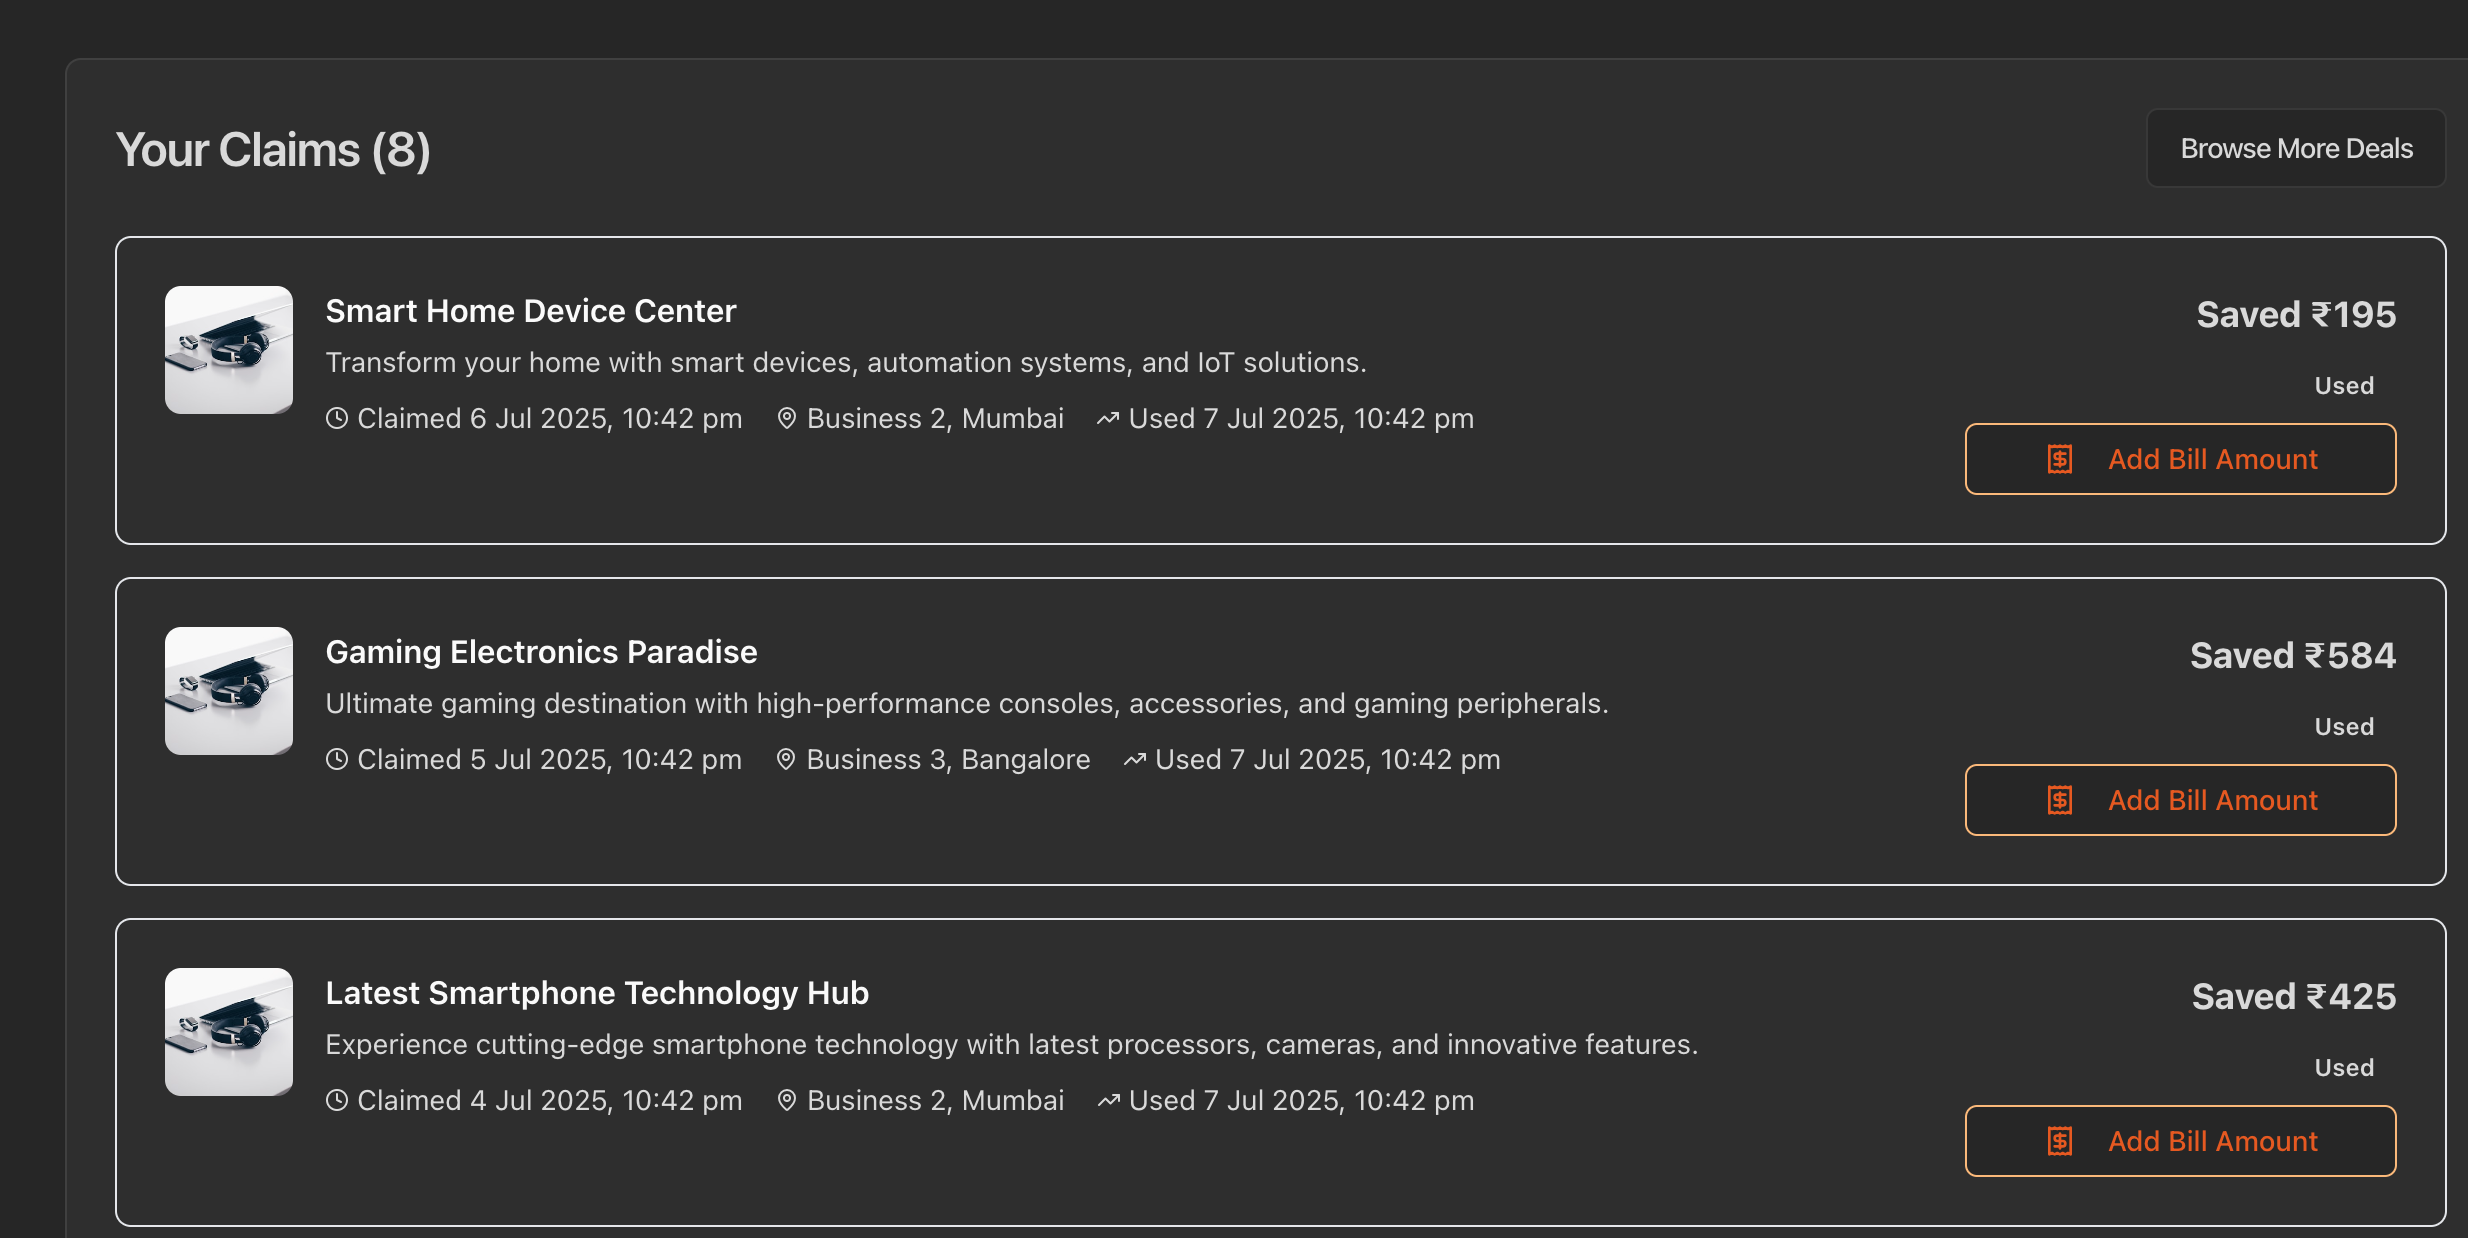 Your Claims (8)
Browse More Deals
Smart Home Device Center
Saved ₹195
Transform your home with smart devices, automation systems, and IoT solutions.
Used
Claimed 6 Jul 2025, 10:42 pm Business 2, Mumbai Used 7 Jul 2025, 10:42 pm
Add Bill Amount
Gaming Electronics Paradise
Saved ₹584
Ultimate gaming destination with high-performance consoles, accessories, and gaming peripherals.
Used
Claimed 5 Jul 2025, 10:42 pm Business 3, Bangalore Used 7 Jul 2025, 10:42 pm
Add Bill Amount
Latest Smartphone Technology Hub
Saved ₹425
Experience cutting-edge smartphone technology with latest processors, cameras, and innovative features.
Used
Claimed 4 Jul 2025, 10:42 pm Business 2, Mumbai Used 7 Jul 2025, 10:42 pm
Add Bill Amount